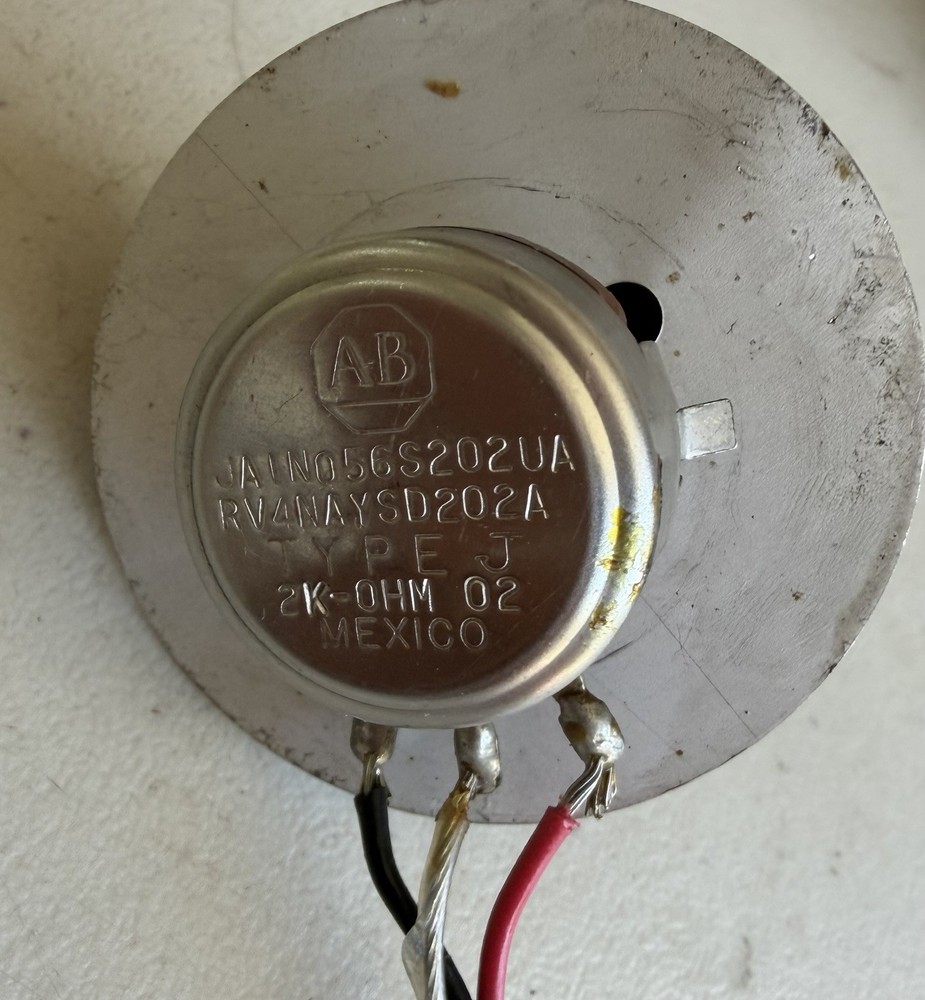 A-B
JA1N056S202UA
RV4NAYSD202A
TYPE J
2K-OHM 02
MEXICO